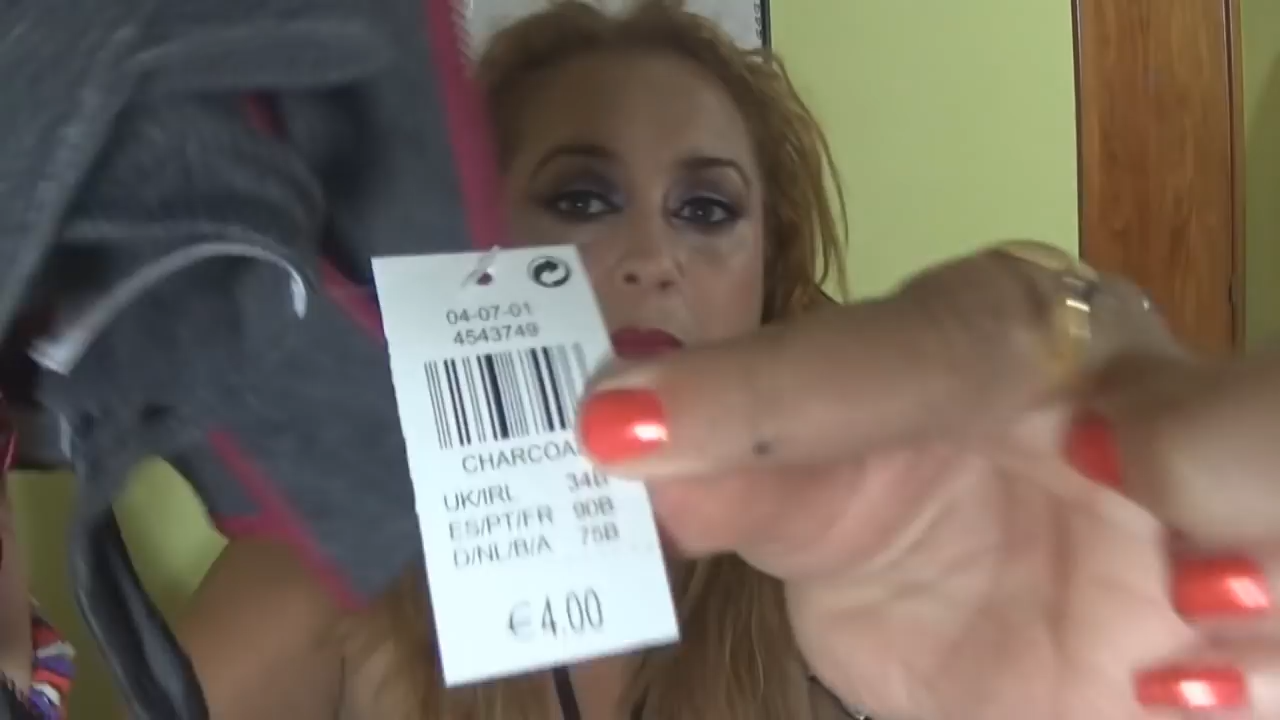 04-07-01
4543749
CHARCOA
UK/IRL 34B
ES/PT/FR 90B
D/NL/B/A 75B
€4.00